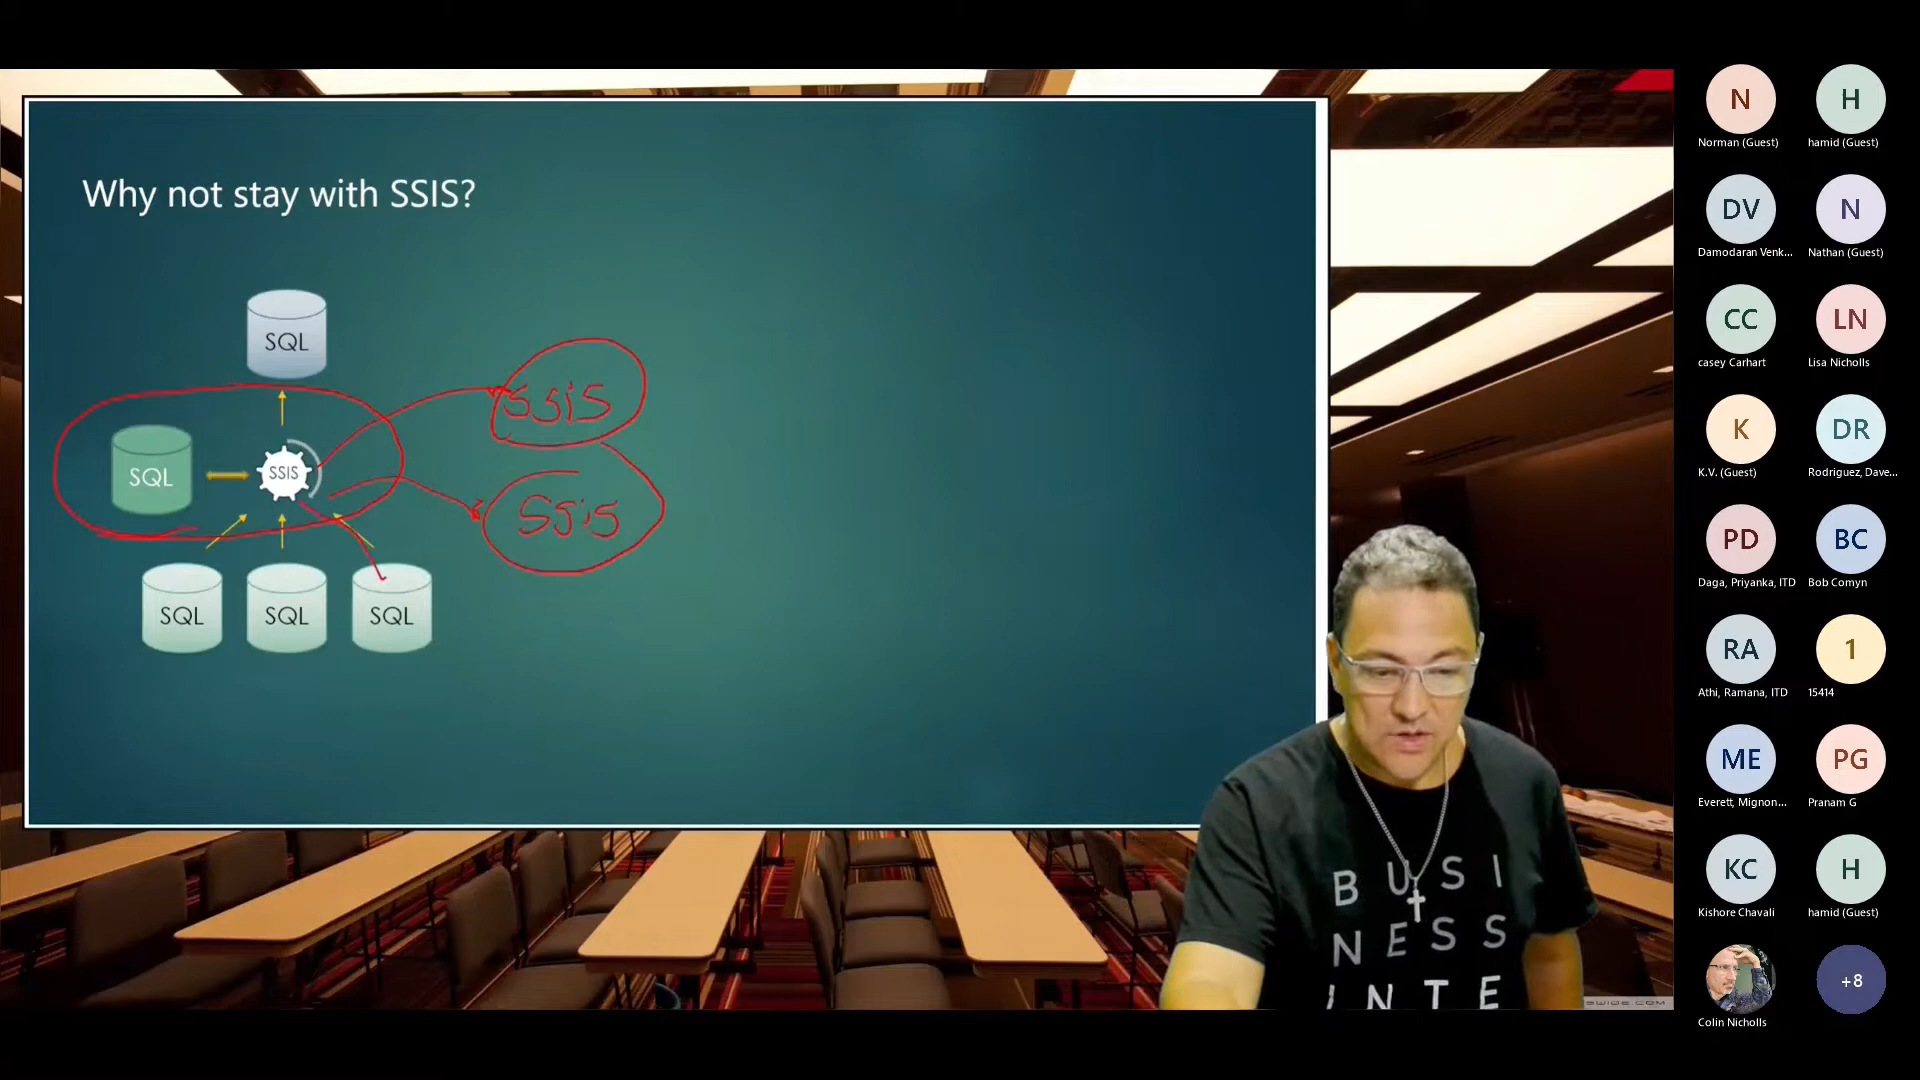 Why not stay with SSIS?
SQL
SSIS
SQL
SSIS
SSIS
SQL
SQL
SQL
BUSI
NESS
INTE
N
Norman (Guest)
H
hamid (Guest)
DV
Damodaran Venk...
N
Nathan (Guest)
CC
casey Carhart
LN
Lisa Nicholls
K
K.V. (Guest)
DR
Rodriguez, Dave...
PD
Daga, Priyanka, ITD
BC
Bob Comyn
RA
Athi, Ramana, ITD
1
15414
ME
Everett, Mignon...
PG
Pranam G
KC
Kishore Chavali
H
hamid (Guest)
Colin Nicholls
+8